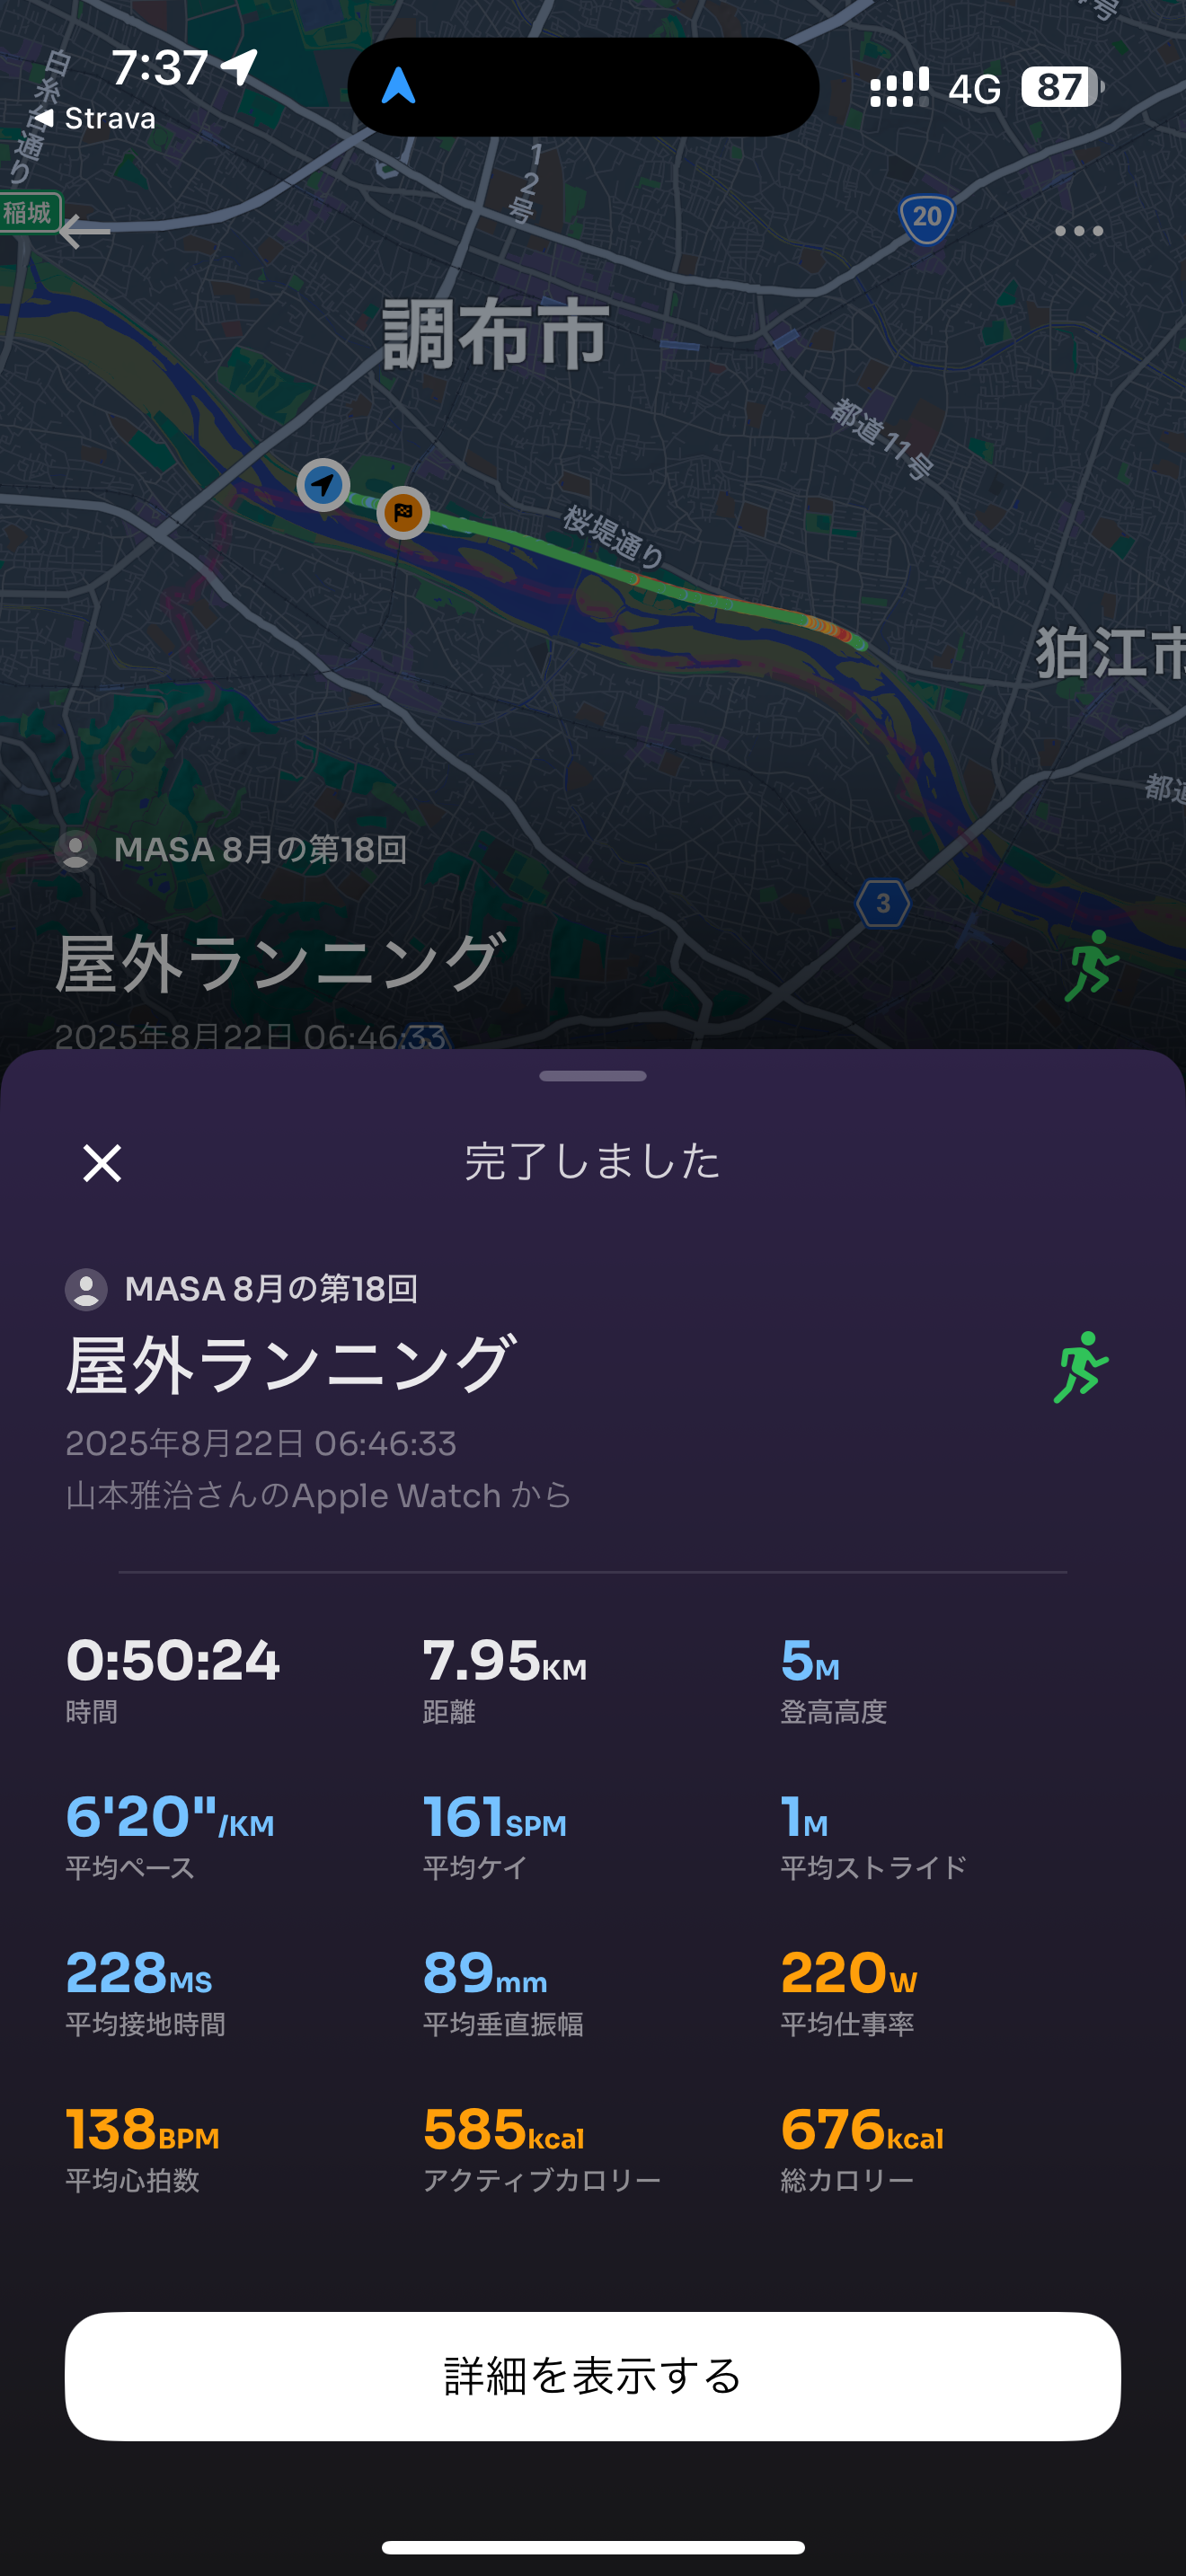 7:37
4G
87
◀ Strava
白糸台通り
稲城
12号
20
調布市
都道11号
桜堤通り
狛江市
3
MASA 8月の第18回
屋外ランニング
2025年8月22日 06:46:33
完了しました
MASA 8月の第18回
屋外ランニング
2025年8月22日 06:46:33
山本雅治さんのApple Watch から
0:50:24 7.95KM 5M
時間 距離 登高高度
6'20"/KM 161SPM 1M
平均ペース 平均ケイ 平均ストライド
228MS 89mm 220W
平均接地時間 平均垂直振幅 平均仕事率
138BPM 585kcal 676kcal
平均心拍数 アクティブカロリー 総カロリー
詳細を表示する